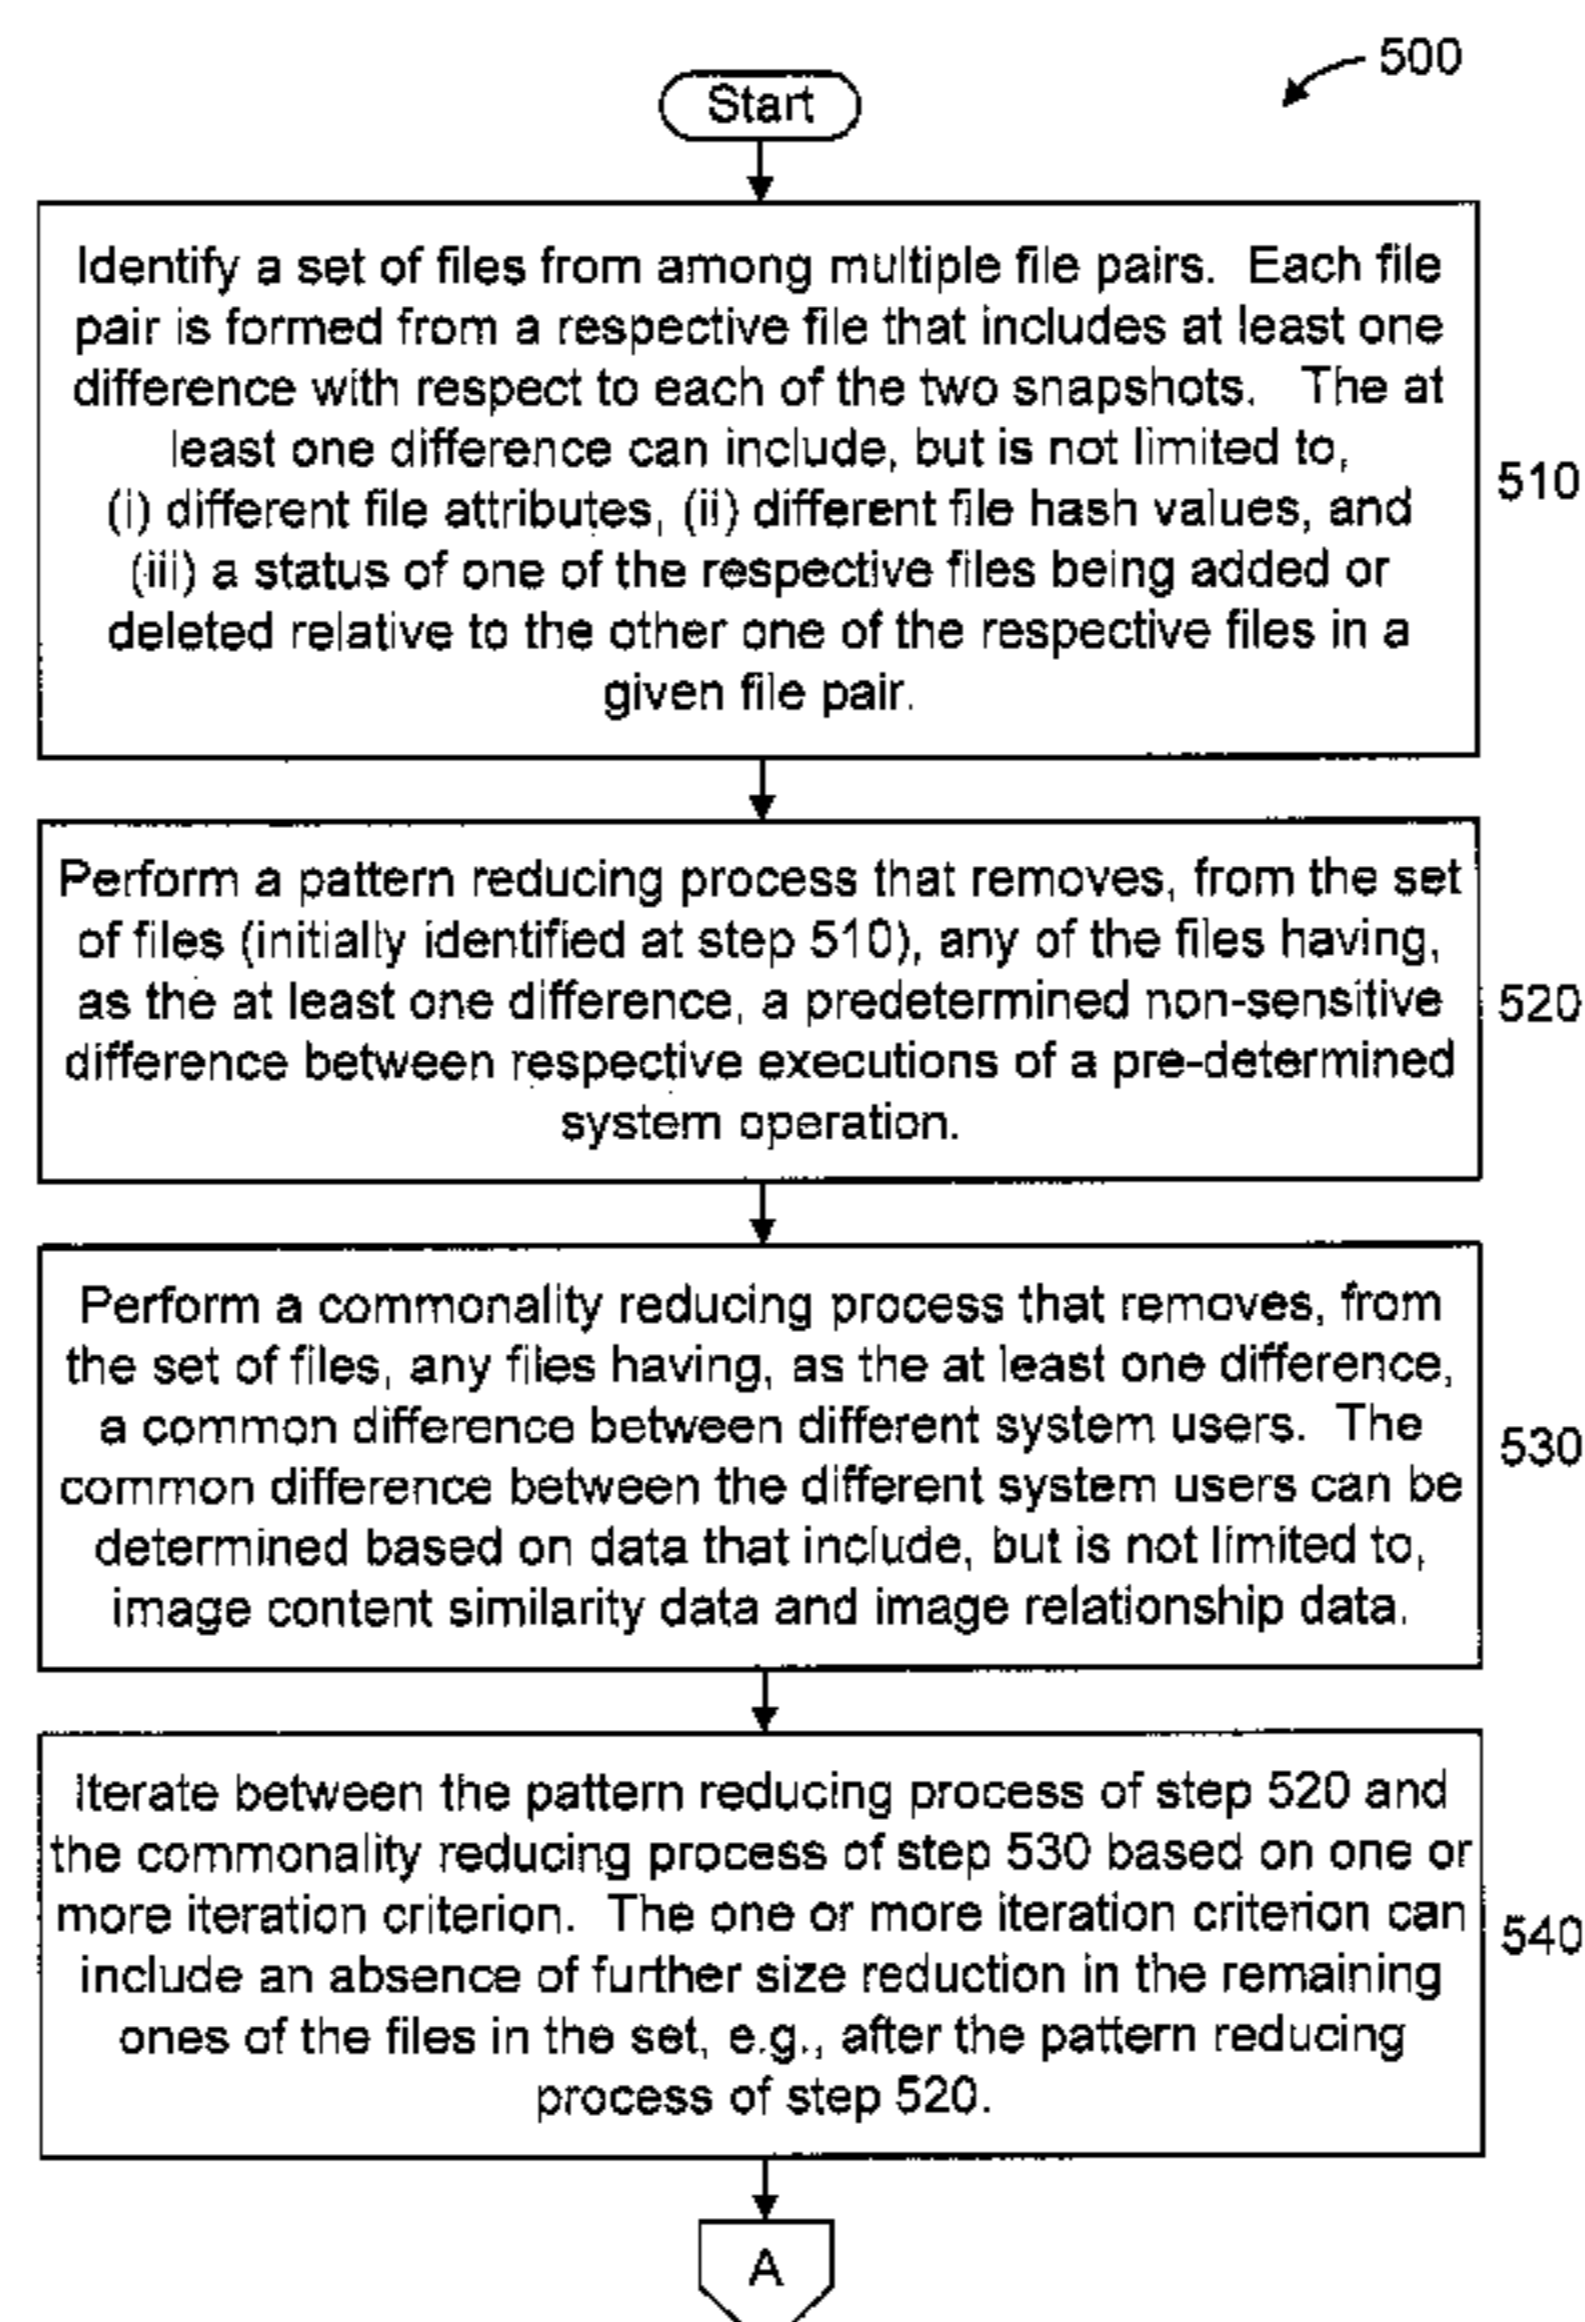 500
Start
Identify a set of files from among multiple file pairs. Each file
pair is formed from a respective file that includes at least one
difference with respect to each of the two snapshots. The at
least one difference can include, but is not limited to,
(i) different file attributes, (ii) different file hash values, and
(iii) a status of one of the respective files being added or
deleted relative to the other one of the respective files in a
given file pair.
510
Perform a pattern reducing process that removes, from the set
of files (initially identified at step 510), any of the files having,
as the at least one difference, a predetermined non-sensitive
difference between respective executions of a pre-determined
system operation.
520
Perform a commonality reducing process that removes, from
the set of files, any files having, as the at least one difference,
a common difference between different system users. The
common difference between the different system users can be
determined based on data that include, but is not limited to,
image content similarity data and image relationship data.
530
Iterate between the pattern reducing process of step 520 and
the commonality reducing process of step 530 based on one or
more iteration criterion. The one or more iteration criterion can
include an absence of further size reduction in the remaining
ones of the files in the set, e.g., after the pattern reducing
process of step 520.
540
A